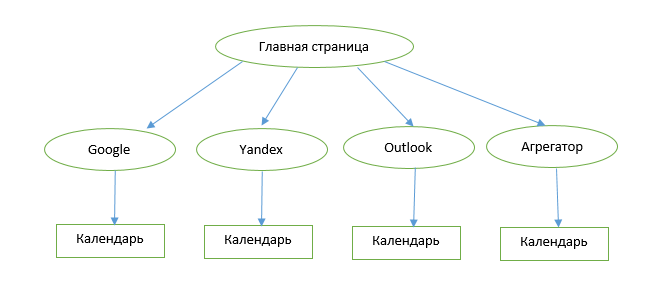 Главная страница
Google
Yandex
Outlook
Агрегатор
Календарь
Календарь
Календарь
Календарь